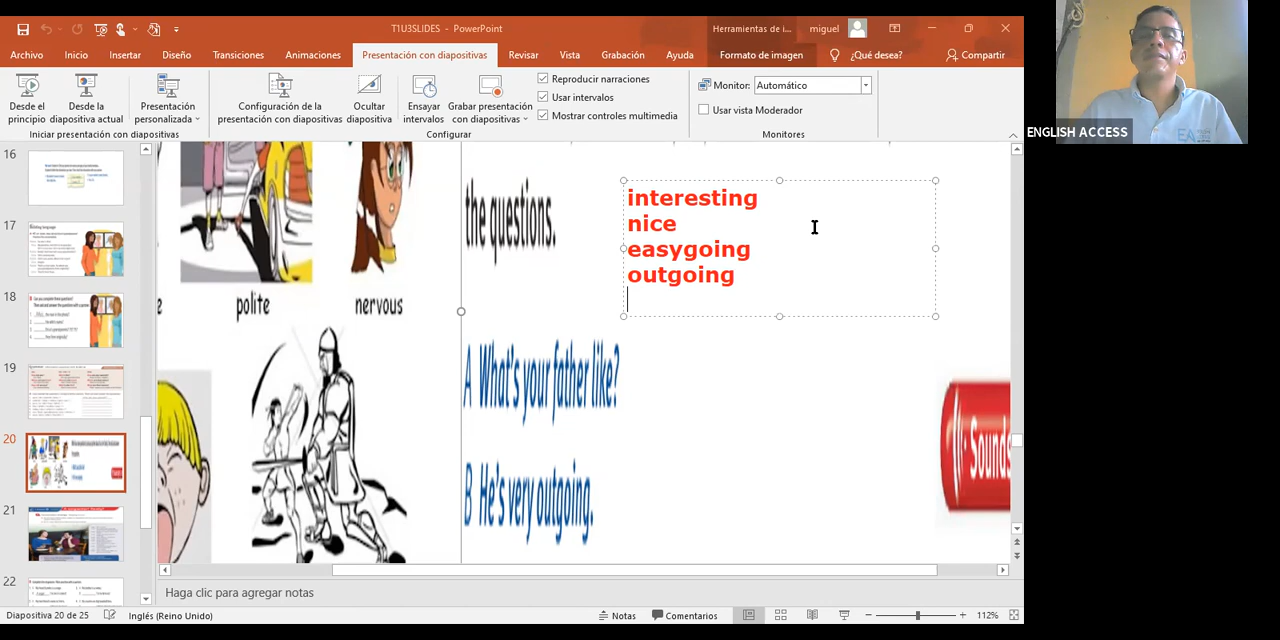 T1U3SLIDES - PowerPoint
Herramientas de i...
miguel
Archivo
Inicio
Insertar
Diseño
Transiciones
Animaciones
Presentación con diapositivas
Revisar
Vista
Grabación
Ayuda
Formato de imagen
¿Qué desea?
Compartir
Desde el
principio
Desde la
diapositiva actual
Presentación
personalizada
Iniciar presentación con diapositivas
Configuración de la
presentación con diapositivas
Ocultar
diapositiva
Ensayar
intervalos
Grabar presentación
con diapositivas
Reproducir narraciones
Usar intervalos
Mostrar controles multimedia
Configurar
Monitor:
Automático
Usar vista Moderador
Monitores
ENGLISH ACCESS
16
17
18
19
20
21
22
polite
nervous
the questions.
interesting
nice
easygoing
outgoing
A What's your father like?
B He's very outgoing.
Sounds
Haga clic para agregar notas
Diapositiva 20 de 25
Inglés (Reino Unido)
Notas
Comentarios
112%